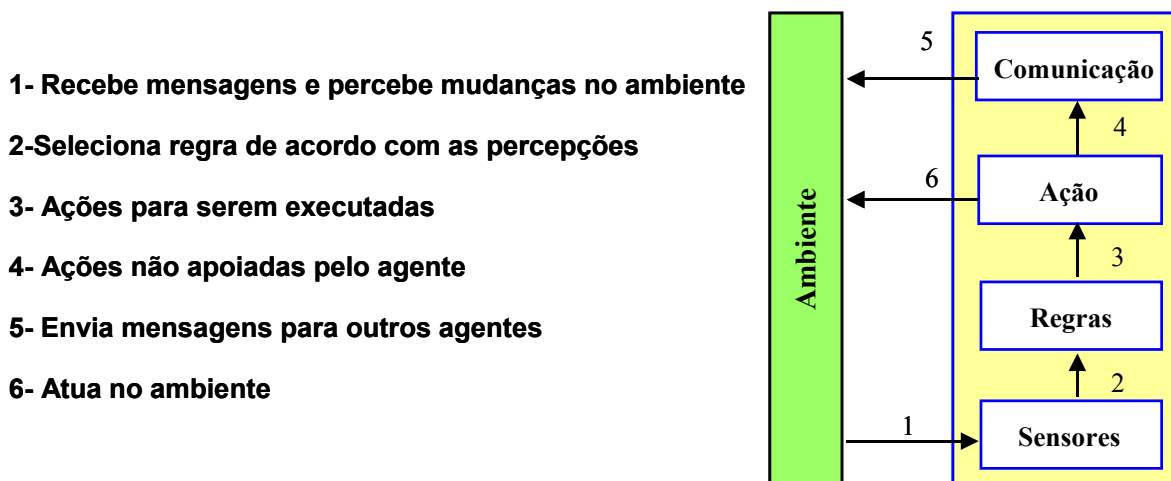 1- Recebe mensagens e percebe mudanças no ambiente
2-Seleciona regra de acordo com as percepções
3- Ações para serem executadas
4- Ações não apoiadas pelo agente
5- Envia mensagens para outros agentes
6- Atua no ambiente
Ambiente
5
Comunicação
4
6
Ação
3
Regras
2
1
Sensores